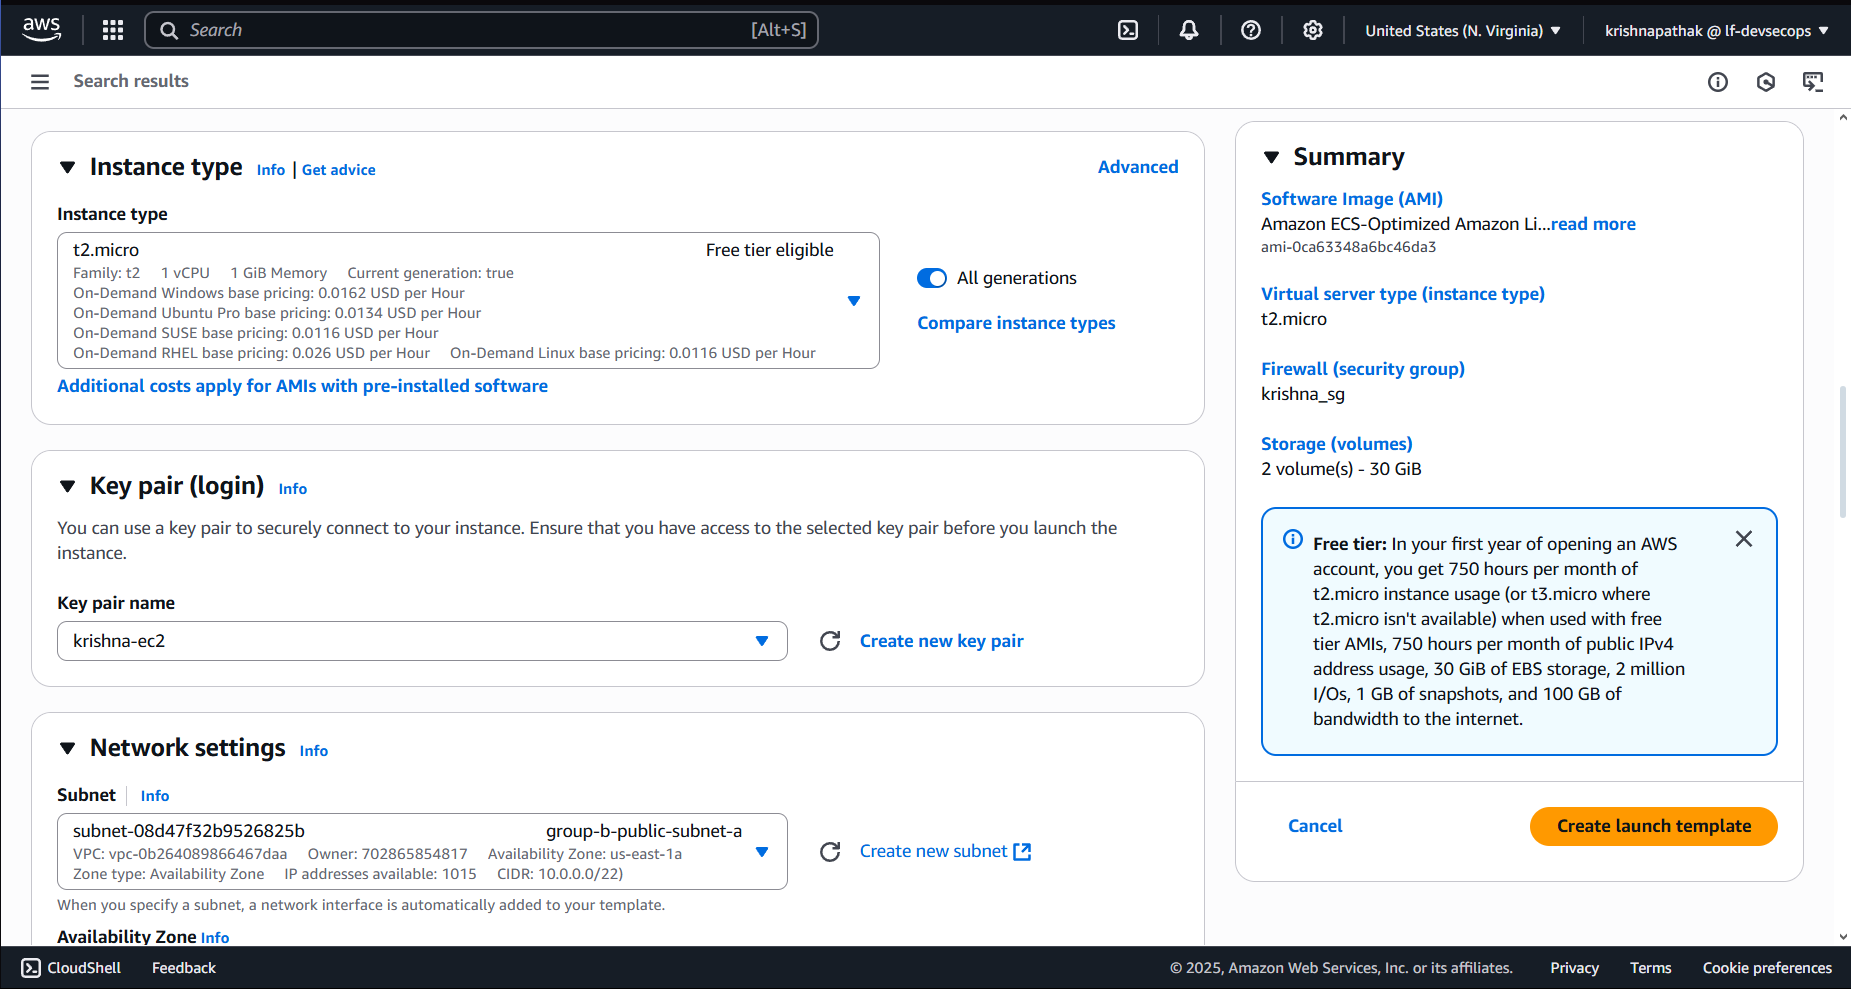 aws
Search [Alt+S]
United States (N. Virginia)
krishnapathak @ lf-devsecops
Search results
Instance type Info | Get advice
Advanced
Instance type
t2.micro Free tier eligible
Family: t2 1 vCPU 1 GiB Memory Current generation: true
On-Demand Windows base pricing: 0.0162 USD per Hour
On-Demand Ubuntu Pro base pricing: 0.0134 USD per Hour
On-Demand SUSE base pricing: 0.0116 USD per Hour
On-Demand RHEL base pricing: 0.026 USD per Hour On-Demand Linux base pricing: 0.0116 USD per Hour
All generations
Compare instance types
Additional costs apply for AMIs with pre-installed software
Key pair (login) Info
You can use a key pair to securely connect to your instance. Ensure that you have access to the selected key pair before you launch the
instance.
Key pair name
krishna-ec2
Create new key pair
Network settings Info
Subnet Info
subnet-08d47f32b9526825b group-b-public-subnet-a
VPC: vpc-0b264089866467daa Owner: 702865854817 Availability Zone: us-east-1a
Zone type: Availability Zone IP addresses available: 1015 CIDR: 10.0.0.0/22)
Create new subnet
When you specify a subnet, a network interface is automatically added to your template.
Availability Zone Info
Summary
Software Image (AMI)
Amazon ECS-Optimized Amazon Li...read more
ami-0ca63348a6bc46da3
Virtual server type (instance type)
t2.micro
Firewall (security group)
krishna_sg
Storage (volumes)
2 volume(s) - 30 GiB
Free tier: In your first year of opening an AWS
account, you get 750 hours per month of
t2.micro instance usage (or t3.micro where
t2.micro isn't available) when used with free
tier AMIs, 750 hours per month of public IPv4
address usage, 30 GiB of EBS storage, 2 million
I/Os, 1 GB of snapshots, and 100 GB of
bandwidth to the internet.
Cancel
Create launch template
CloudShell
Feedback
© 2025, Amazon Web Services, Inc. or its affiliates.
Privacy
Terms
Cookie preferences